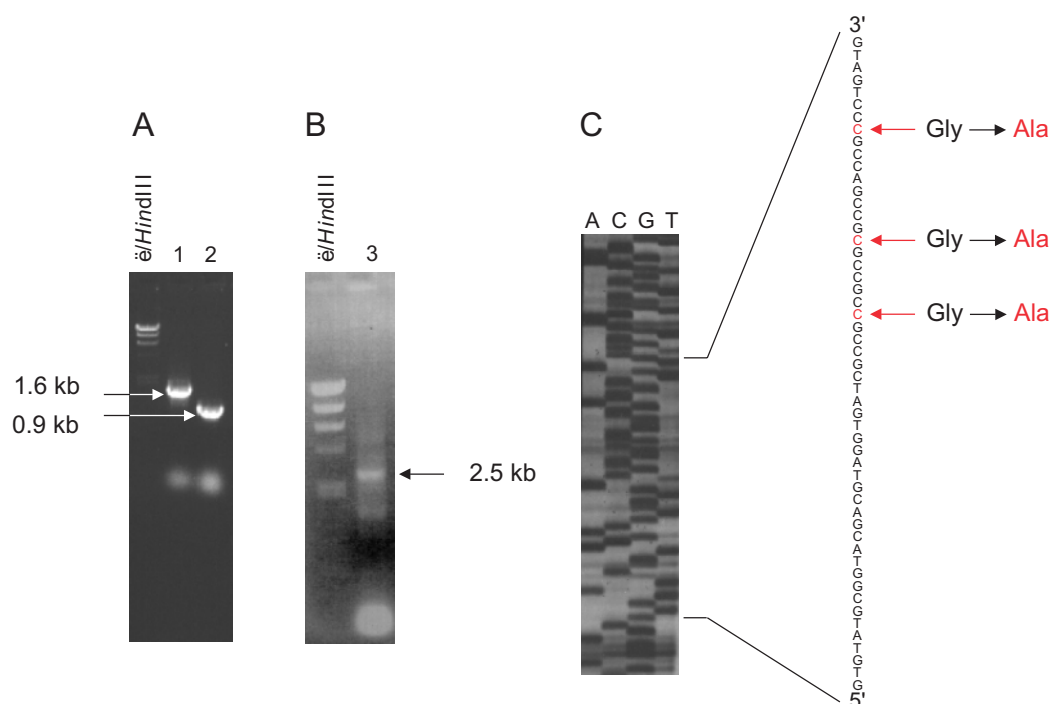 A
B
C
ë/HindIII
1
2
ë/HindIII
3
1.6 kb
0.9 kb
2.5 kb
A C G T
3'
GTAGTCCCGCCAGCCGCGCCGCCGCCGCTAGTGGATGCAGCATGGCGTATGTG
5'
Gly Ala
Gly Ala
Gly Ala